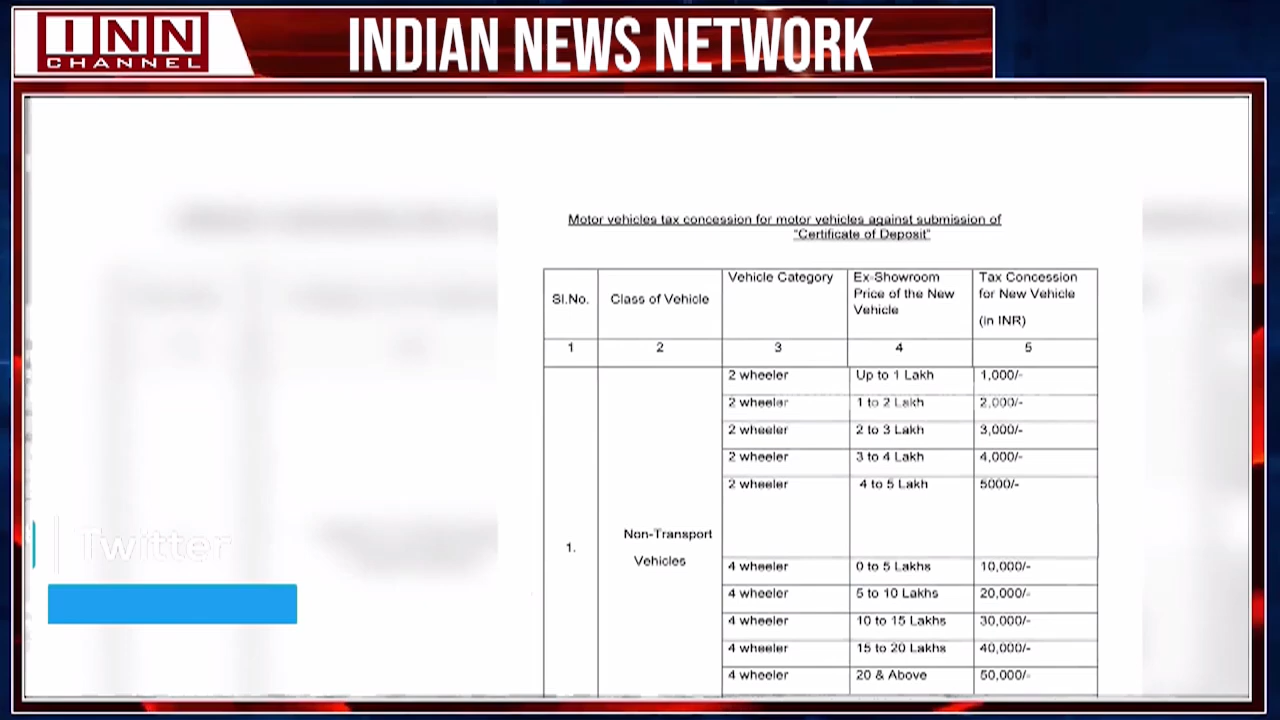 INN
CHANNEL
INDIAN NEWS NETWORK
Motor vehicles tax concession for motor vehicles against submission of
"Certificate of Deposit"
Sl.No. Class of Vehicle Vehicle Category Ex-Showroom Price of the New Vehicle Tax Concession for New Vehicle (in INR)
1 2 3 4 5
1. Non-Transport Vehicles
2 wheeler Up to 1 Lakh 1,000/-
2 wheeler 1 to 2 Lakh 2,000/-
2 wheeler 2 to 3 Lakh 3,000/-
2 wheeler 3 to 4 Lakh 4,000/-
2 wheeler 4 to 5 Lakh 5000/-
4 wheeler 0 to 5 Lakhs 10,000/-
4 wheeler 5 to 10 Lakhs 20,000/-
4 wheeler 10 to 15 Lakhs 30,000/-
4 wheeler 15 to 20 Lakhs 40,000/-
4 wheeler 20 & Above 50,000/-
Twitter